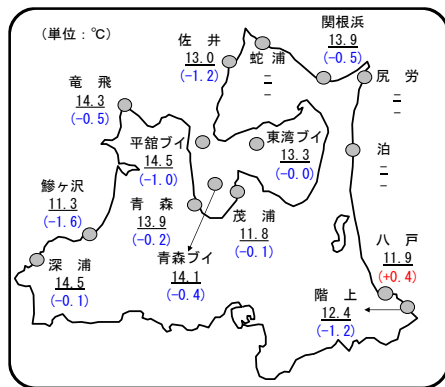 (単位：℃)
佐井
13.0
(-1.2)
蛇浦
－
－
関根浜
13.9
(-0.5)
尻労
－
－
竜飛
14.3
(-0.5)
平舘ブイ
14.5
(-1.0)
東湾ブイ
13.3
(-0.0)
泊
－
－
鰺ヶ沢
11.3
(-1.6)
青森
13.9
(-0.2)
茂浦
11.8
(-0.1)
青森ブイ
14.1
(-0.4)
八戸
11.9
(+0.4)
深浦
14.5
(-0.1)
階上
12.4
(-1.2)